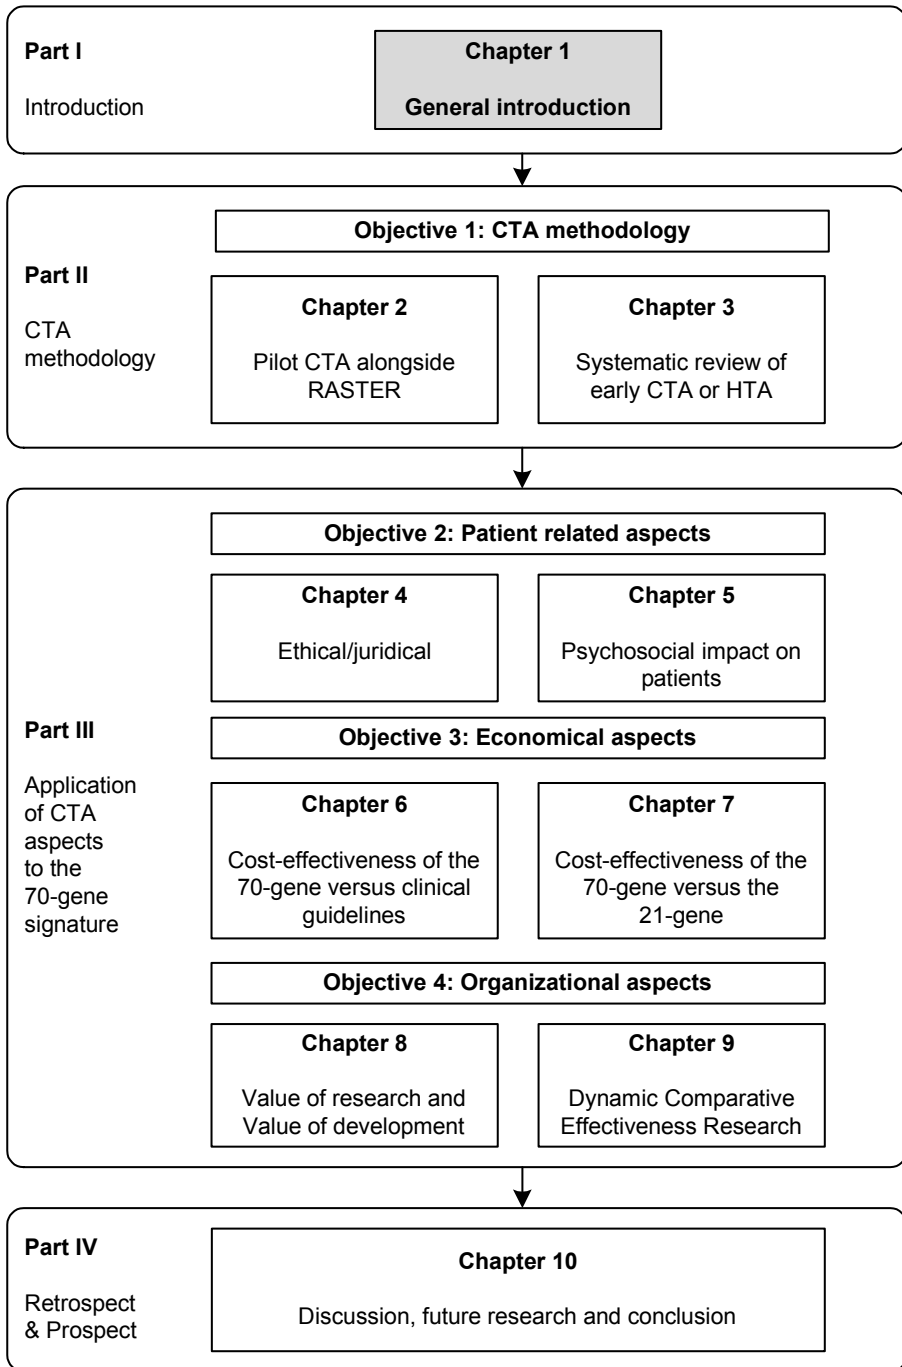 Part I
Introduction
Chapter 1
General introduction
Objective 1: CTA methodology
Part II
CTA
methodology
Chapter 2
Pilot CTA alongside
RASTER
Chapter 3
Systematic review of
early CTA or HTA
Objective 2: Patient related aspects
Chapter 4
Ethical/juridical
Chapter 5
Psychosocial impact on
patients
Part III
Application
of CTA
aspects
to the
70-gene
signature
Objective 3: Economical aspects
Chapter 6
Cost-effectiveness of the
70-gene versus clinical
guidelines
Chapter 7
Cost-effectiveness of the
70-gene versus the
21-gene
Objective 4: Organizational aspects
Chapter 8
Value of research and
Value of development
Chapter 9
Dynamic Comparative
Effectiveness Research
Part IV
Retrospect
& Prospect
Chapter 10
Discussion, future research and conclusion